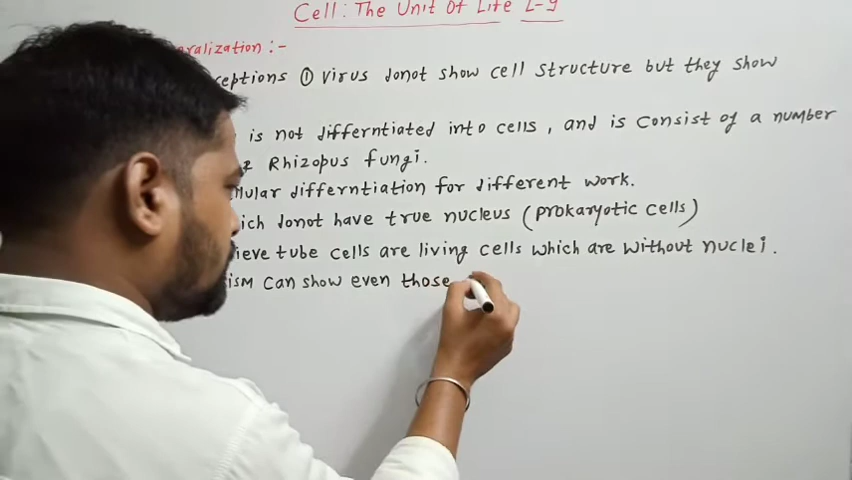 Cell : The Unit Of Life L-9
ralization :-
ceptions ① virus donot show cell structure but they show
is not differntiated into cells, and is consist of a number
Rhizopus fungi.
llular differntiation for different work.
ich donot have true nucleus (prokaryotic cells)
ieve tube cells are living cells which are without nuclei.
ism can show even those